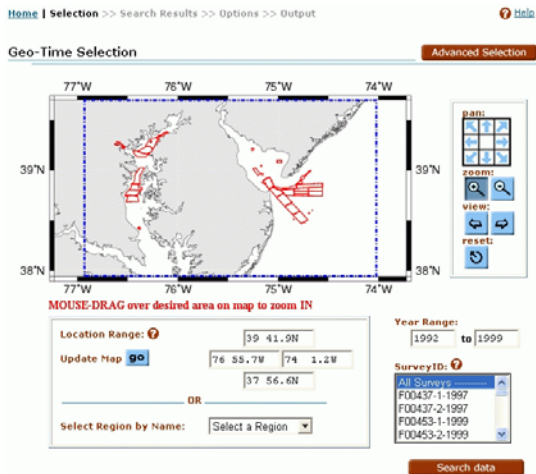 Home | Selection >> Search Results >> Options >> Output
Help
Geo-Time Selection
Advanced Selection
77°W 76°W 75°W 74°W
39°N 39°N
38°N 38°N
77°W 76°W 75°W 74°W
pan:
zoom:
view:
reset:
MOUSE-DRAG over desired area on map to zoom IN
Location Range:
39 41.9N
Update Map go
76 55.7W 74 1.2W
37 56.6N
OR
Select Region by Name: Select a Region
Year Range:
1992 to 1999
SurveyID:
All Surveys ----------
F00437-1-1997
F00437-2-1997
F00453-1-1999
F00453-2-1999
Search data